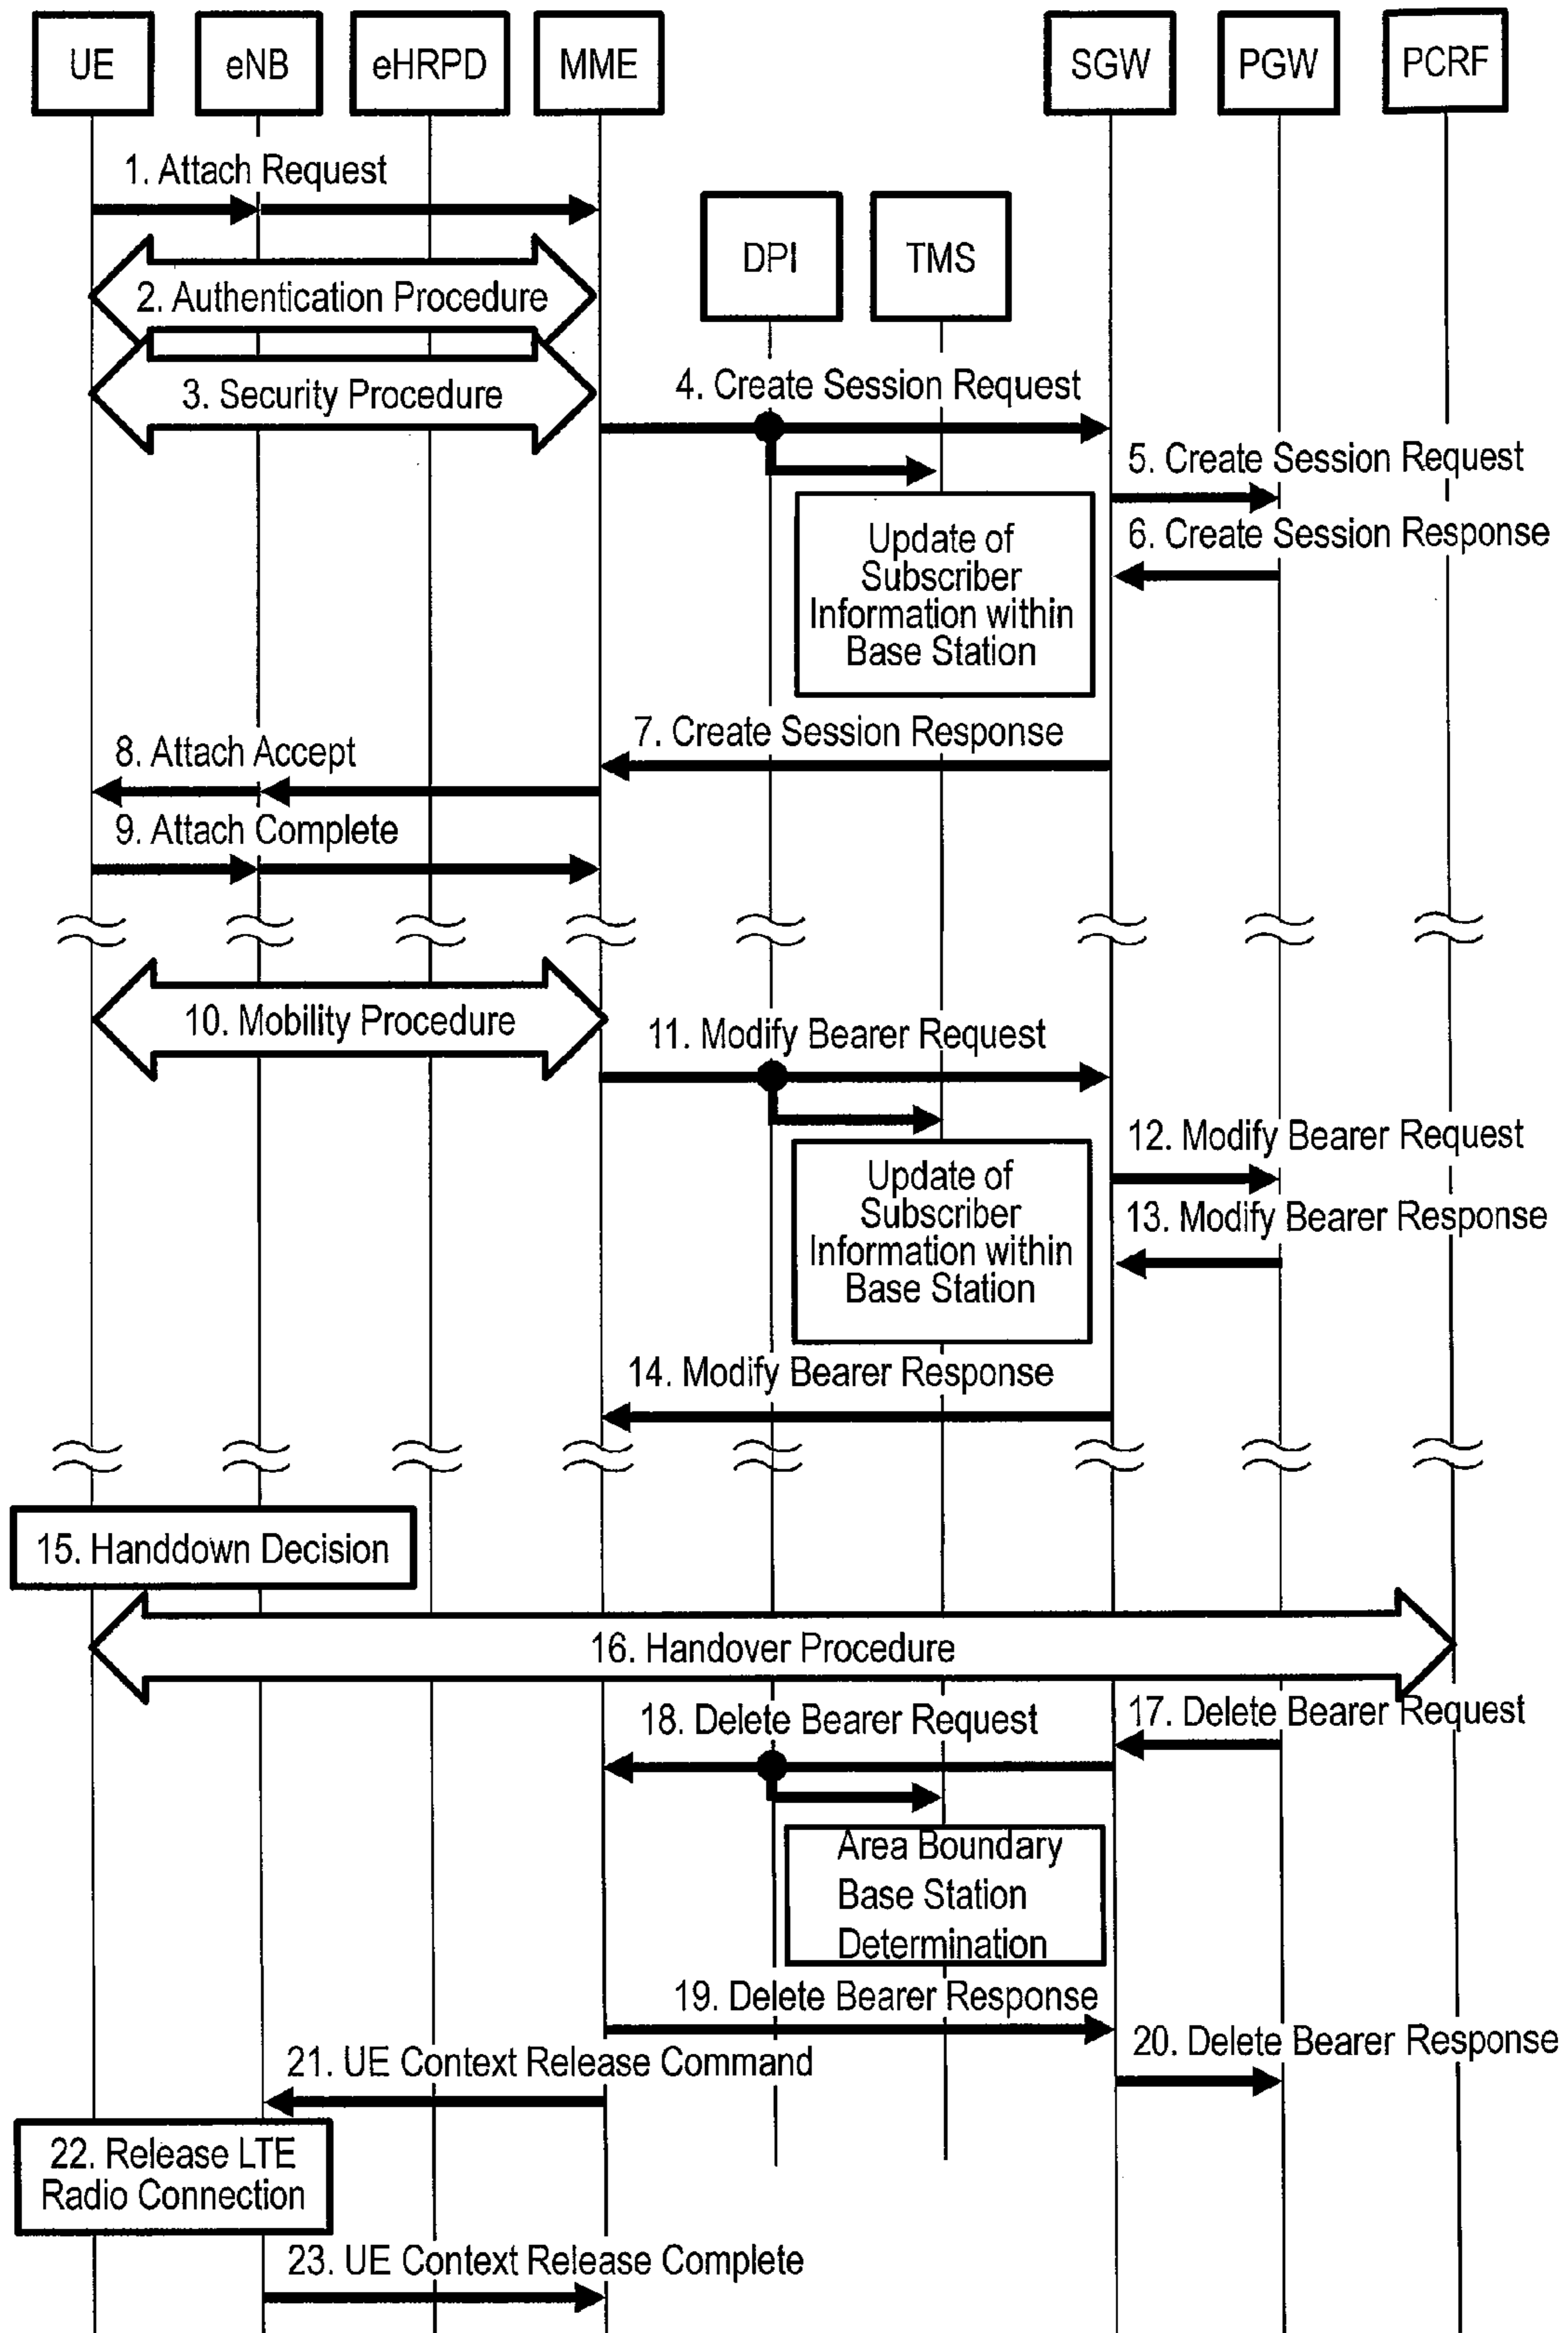 UE
eNB
eHRPD
MME
SGW
PGW
PCRF
1. Attach Request
DPI
TMS
2. Authentication Procedure
3. Security Procedure
4. Create Session Request
5. Create Session Request
6. Create Session Response
Update of
Subscriber
Information within
Base Station
7. Create Session Response
8. Attach Accept
9. Attach Complete
10. Mobility Procedure
11. Modify Bearer Request
12. Modify Bearer Request
13. Modify Bearer Response
Update of
Subscriber
Information within
Base Station
14. Modify Bearer Response
15. Handdown Decision
16. Handover Procedure
17. Delete Bearer Request
18. Delete Bearer Request
Area Boundary
Base Station
Determination
19. Delete Bearer Response
20. Delete Bearer Response
21. UE Context Release Command
22. Release LTE
Radio Connection
23. UE Context Release Complete